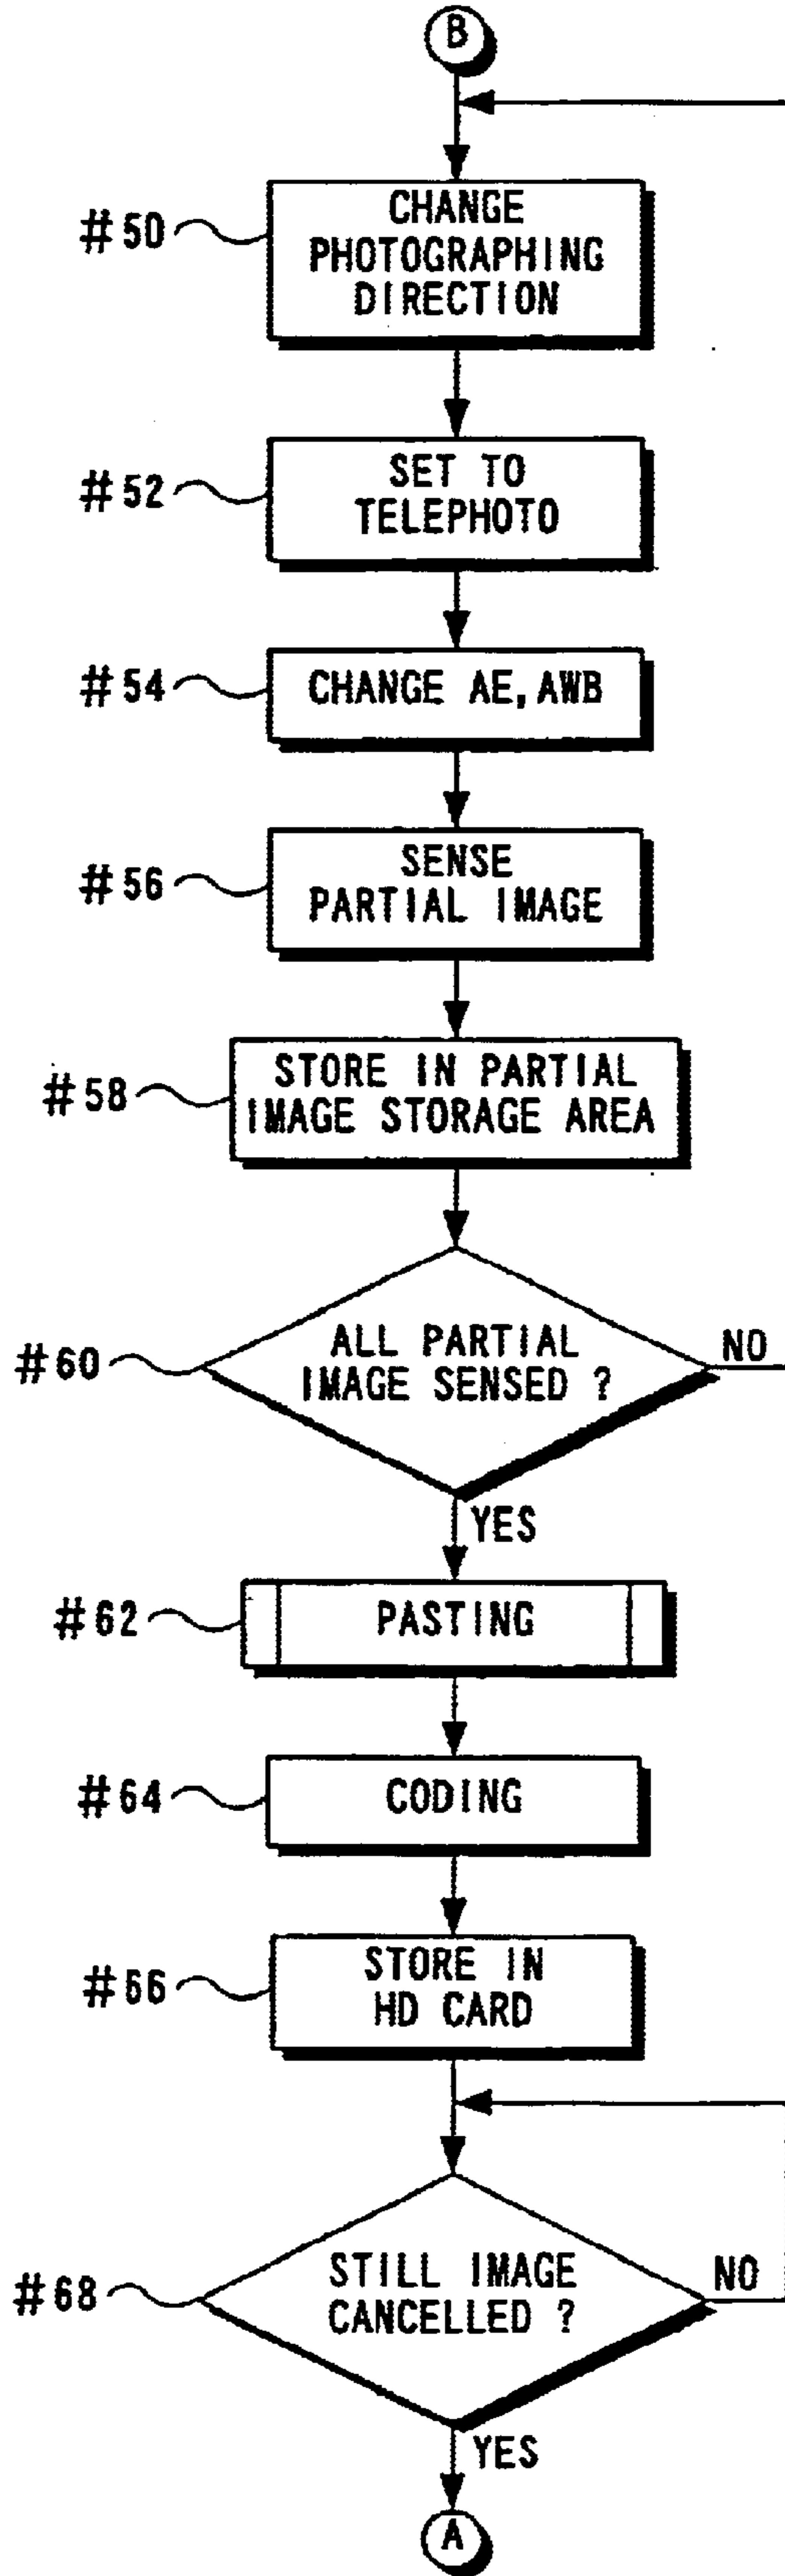 B
#50
CHANGE
PHOTOGRAPHING
DIRECTION
#52
SET TO
TELEPHOTO
#54
CHANGE AE, AWB
#56
SENSE
PARTIAL IMAGE
#58
STORE IN PARTIAL
IMAGE STORAGE AREA
#60
ALL PARTIAL
IMAGE SENSED ?
NO
YES
#62
PASTING
#64
CODING
#66
STORE IN
HD CARD
#68
STILL IMAGE
CANCELLED ?
NO
YES
A